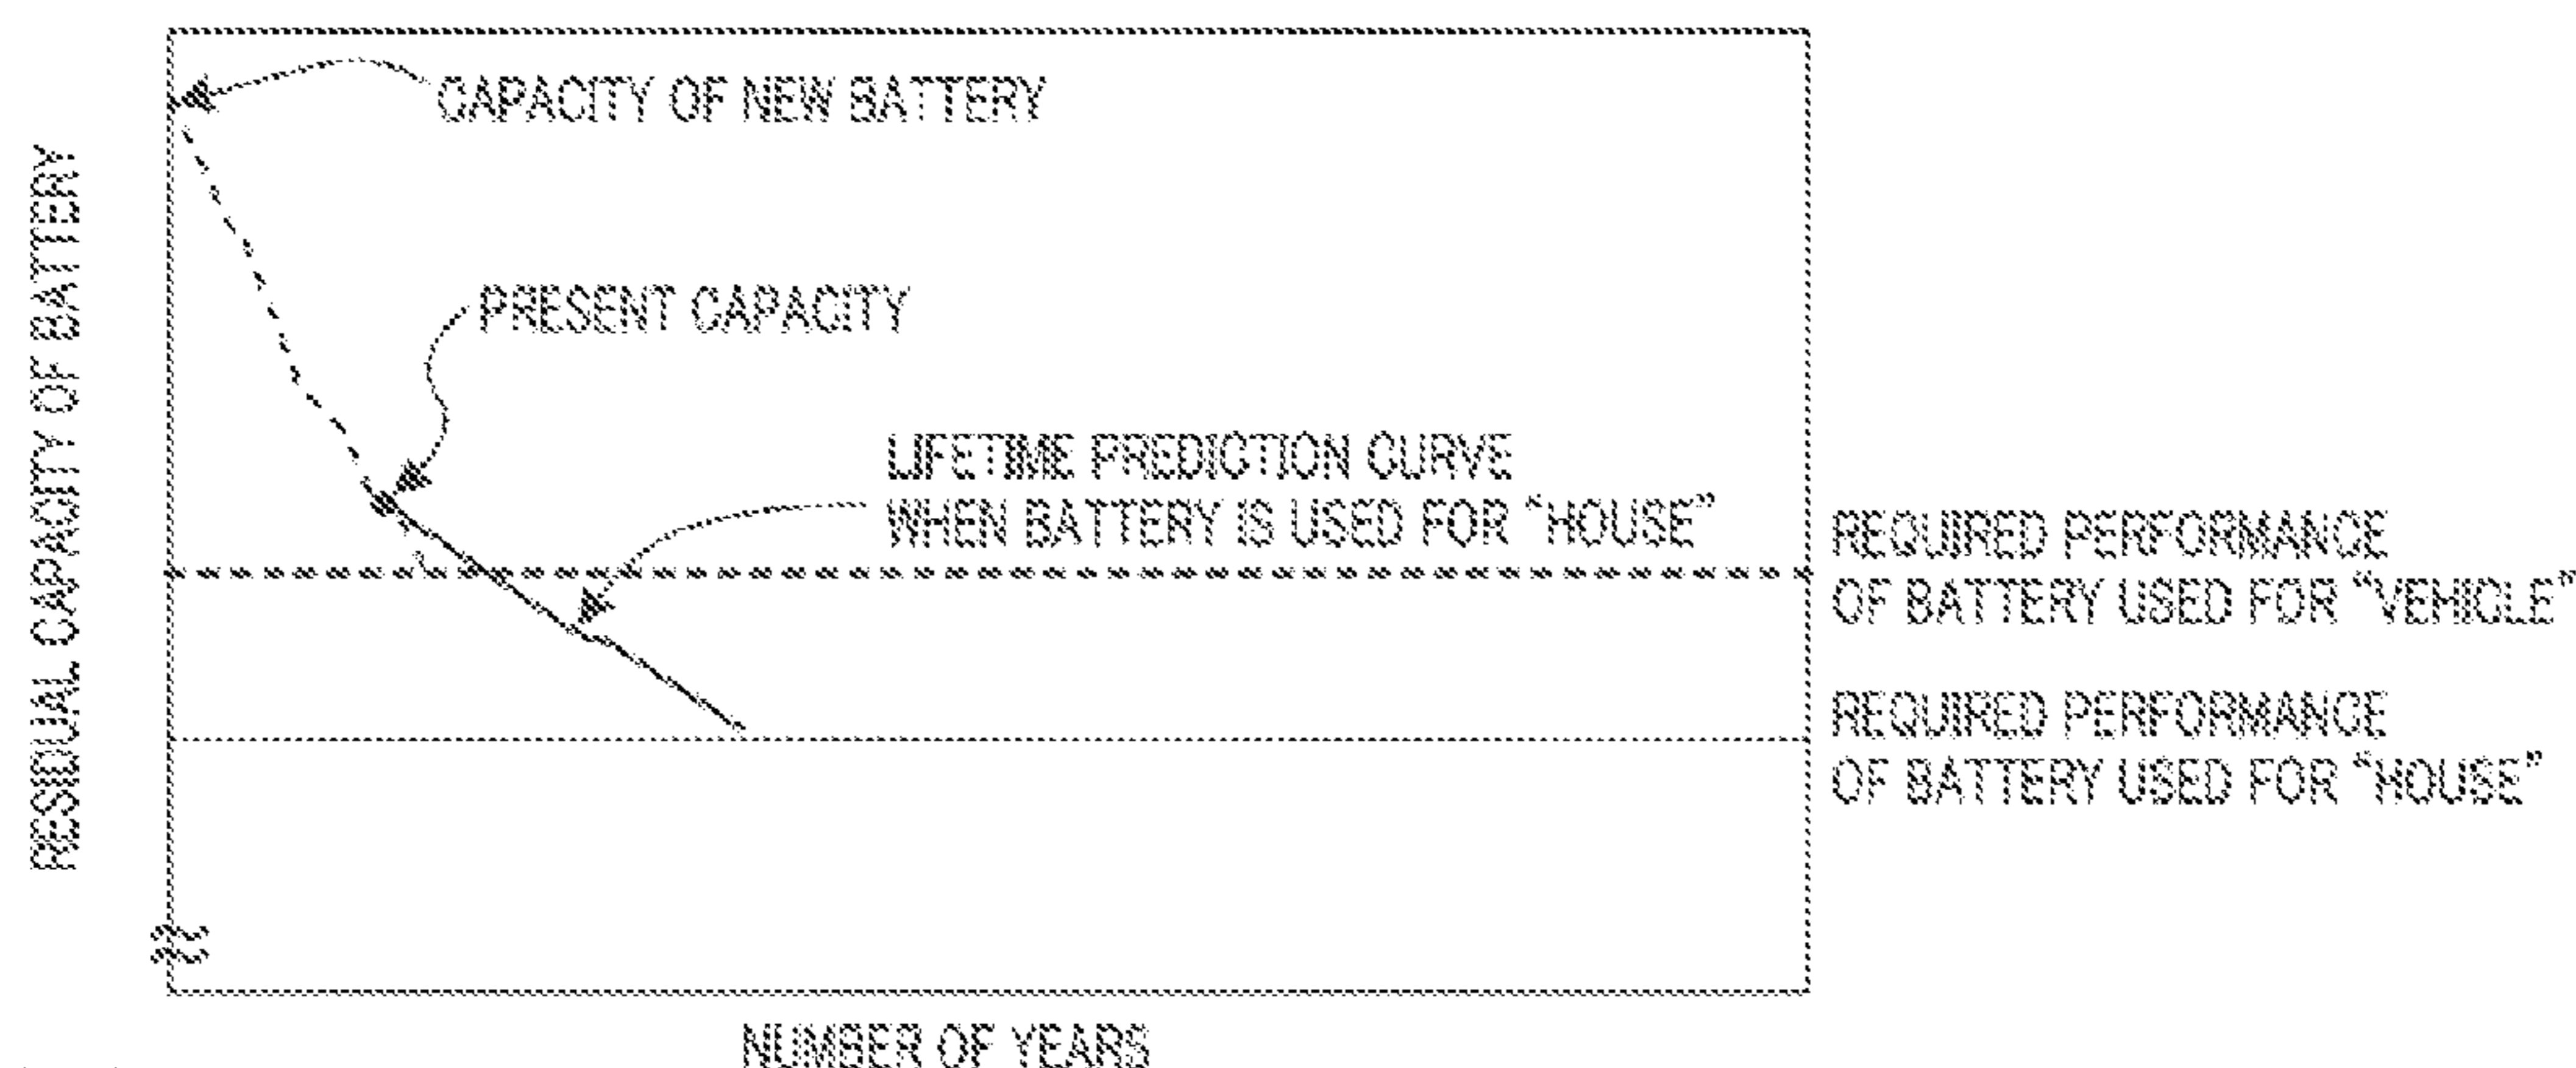 CAPACITY OF NEW BATTERY
PRESENT CAPACITY
LIFETIME PREDICTION CURVE
WHEN BATTERY IS USED FOR “HOUSE”
REQUIRED PERFORMANCE
OF BATTERY USED FOR “VEHICLE”
REQUIRED PERFORMANCE
OF BATTERY USED FOR “HOUSE”
RESIDUAL CAPACITY OF BATTERY
NUMBER OF YEARS